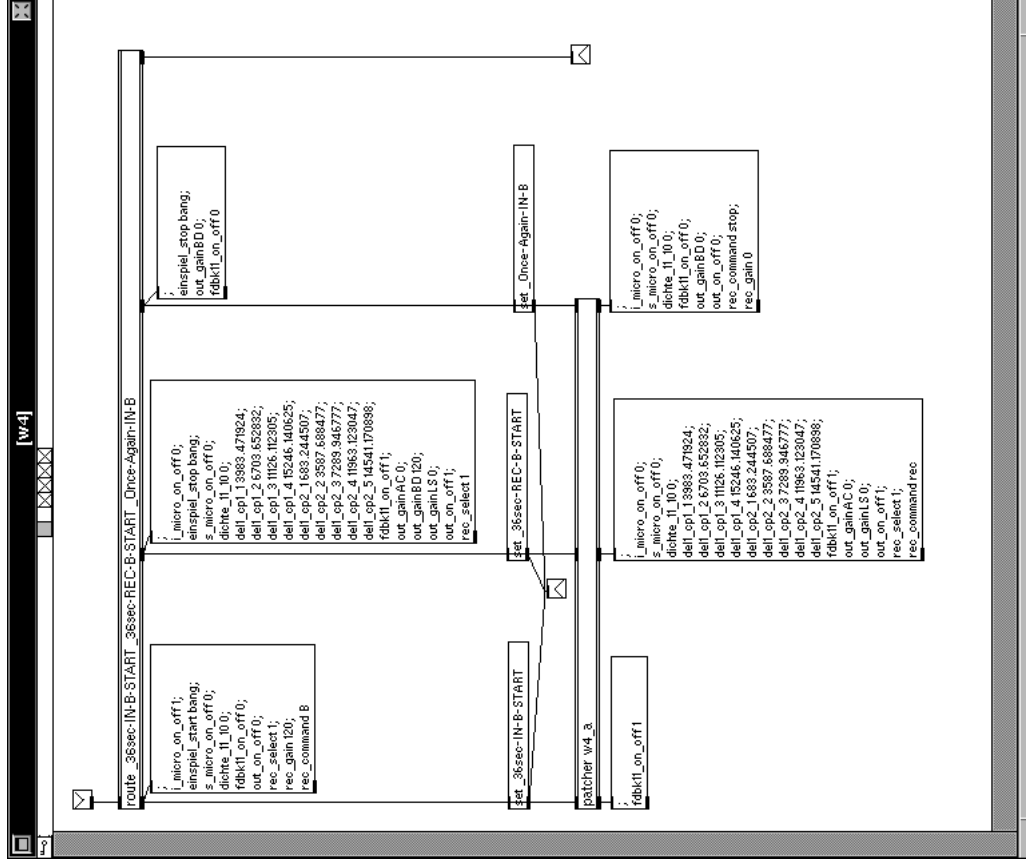 [w4]
route _36sec-IN-B-START _36sec-REC-B-START _Once-Again-IN-B
;
i_micro_on_off 1;
einspiel_start bang;
s_micro_on_off 0;
dichte_11_10 0;
fdbk11_on_off 0;
out_on_off 0;
rec_select 1;
rec_gain 120;
rec_command B
;
i_micro_on_off 0;
einspiel_stop bang;
s_micro_on_off 0;
dichte_11_10 0;
del1_cp1_1 3983.471924;
del1_cp1_2 6703.652832;
del1_cp1_3 11126.112305;
del1_cp1_4 15246.140625;
del1_cp2_1 683.244507;
del1_cp2_2 3587.688477;
del1_cp2_3 7289.946777;
del1_cp2_4 11963.123047;
del1_cp2_5 14541.170898;
fdbk11_on_off 1;
out_gainAC 0;
out_gainBD 120;
out_gainLS 0;
out_on_off 1;
rec_select 1
;
einspiel_stop bang;
out_gainBD 0;
fdbk11_on_off 0
set _36sec-IN-B-START
set _36sec-REC-B-START
set _Once-Again-IN-B
patcher w4_a
;
fdbk11_on_off 1
;
i_micro_on_off 0;
s_micro_on_off 0;
dichte_11_10 0;
del1_cp1_1 3983.471924;
del1_cp1_2 6703.652832;
del1_cp1_3 11126.112305;
del1_cp1_4 15246.140625;
del1_cp2_1 683.244507;
del1_cp2_2 3587.688477;
del1_cp2_3 7289.946777;
del1_cp2_4 11963.123047;
del1_cp2_5 14541.170898;
fdbk11_on_off 1;
out_gainAC 0;
out_gainLS 0;
out_on_off 1;
rec_select 1;
rec_command rec
;
i_micro_on_off 0;
s_micro_on_off 0;
dichte_11_10 0;
fdbk11_on_off 0;
out_gainBD 0;
out_on_off 0;
rec_command stop;
rec_gain 0